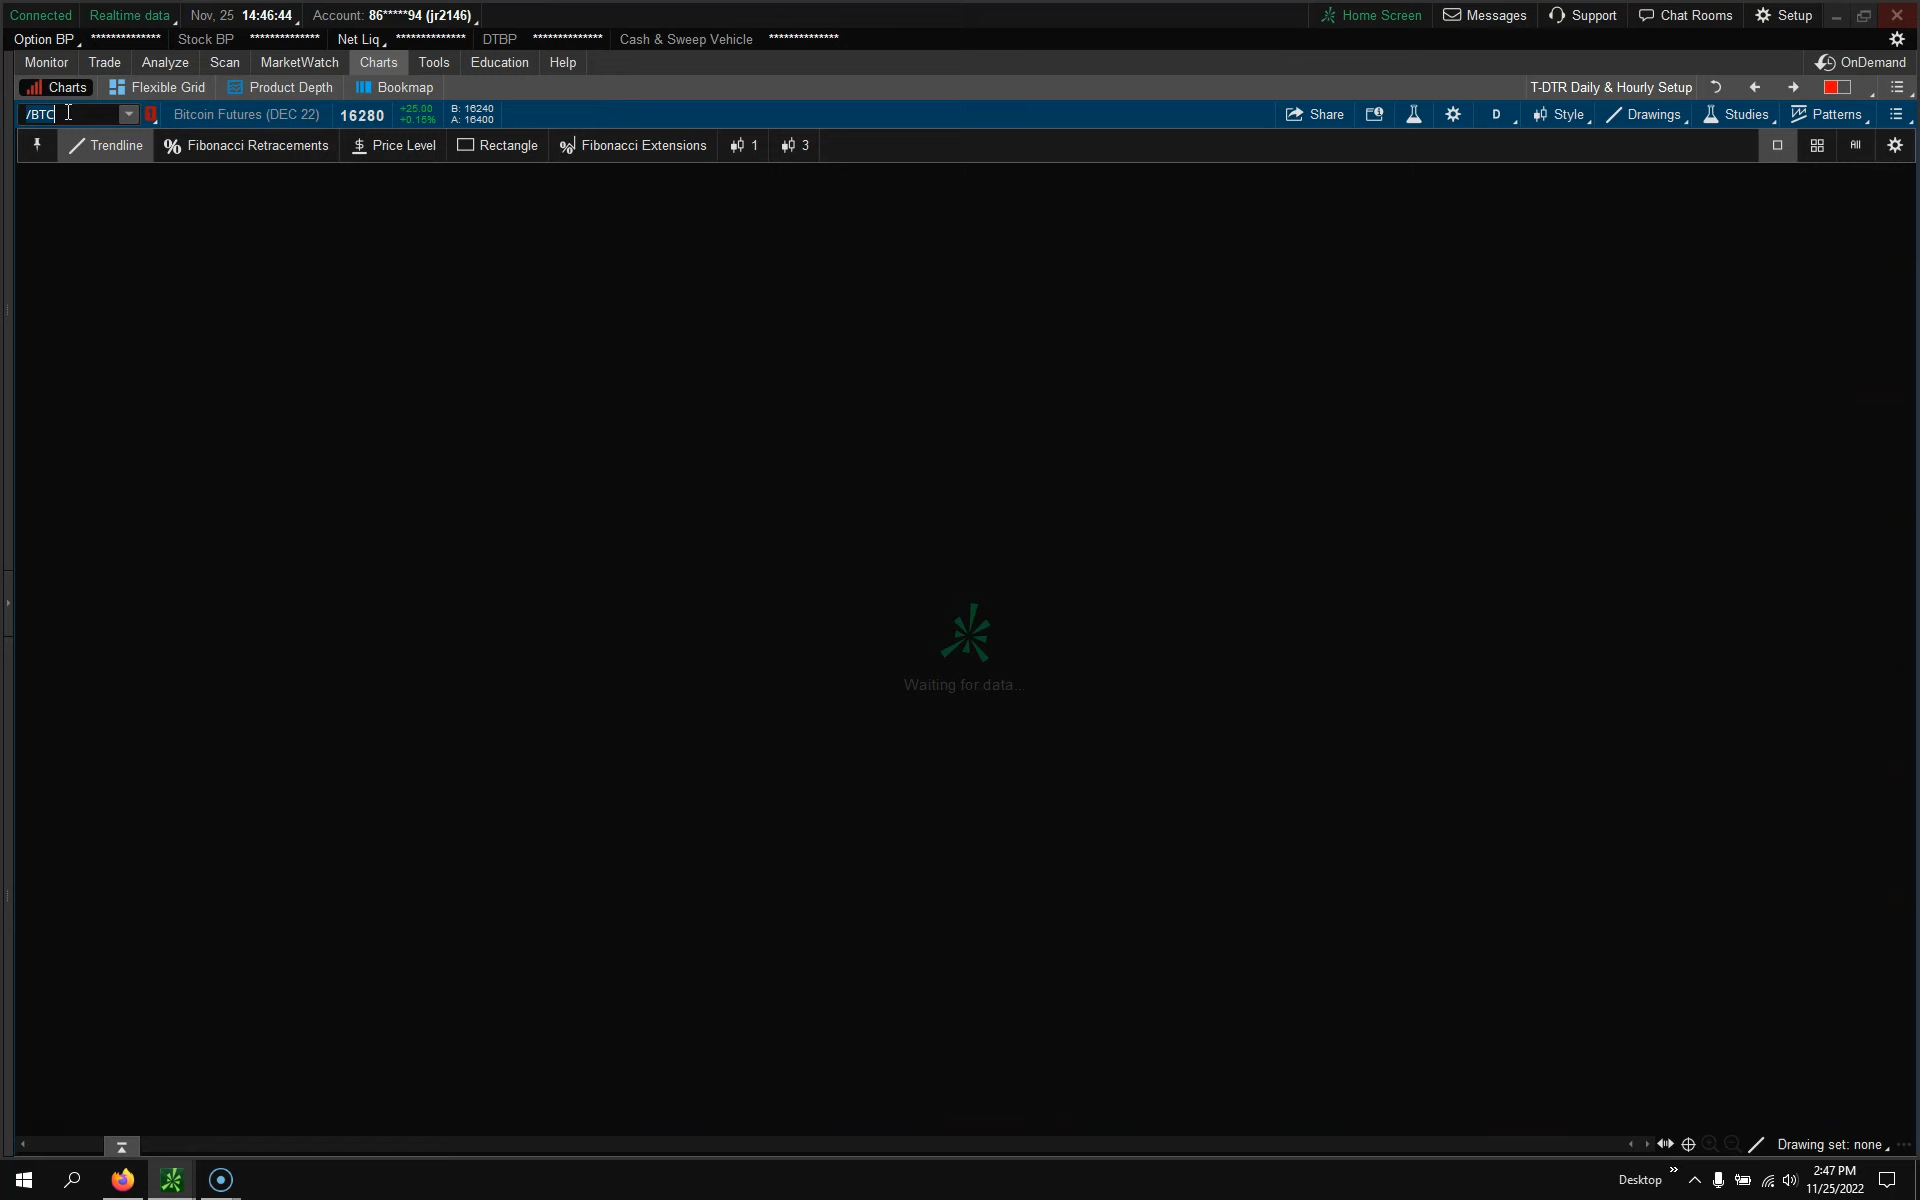 Connected Realtime data Nov, 25 14:46:44 Account: 86*****94 (jr2146) Home Screen Messages Support Chat Rooms Setup
Option BP ************** Stock BP ************** Net Liq ************** DTBP ************** Cash & Sweep Vehicle **************
Monitor Trade Analyze Scan MarketWatch Charts Tools Education Help OnDemand
Charts Flexible Grid Product Depth Bookmap T-DTR Daily & Hourly Setup
/BTC 1 Bitcoin Futures (DEC 22) 16280 +25.00 B: 16240 Share D Style Drawings Studies Patterns
+0.15% A: 16400
Trendline Fibonacci Retracements Price Level Rectangle Fibonacci Extensions 1 3 All
Waiting for data...
Drawing set: none
Desktop 2:47 PM
11/25/2022